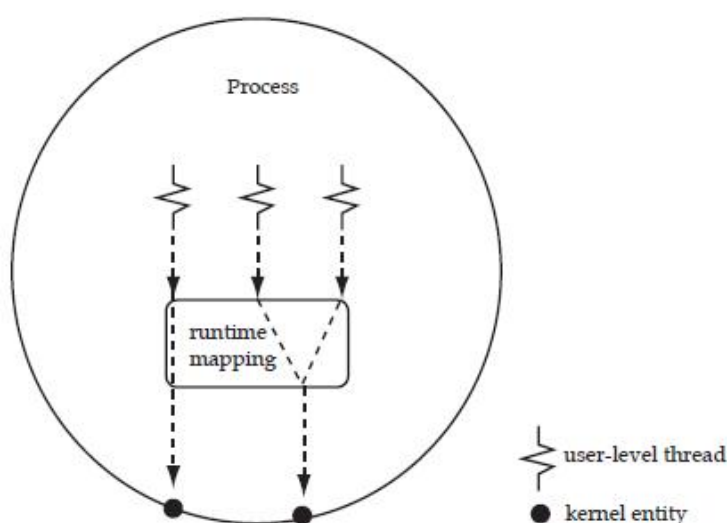 Process
runtime
mapping
user-level thread
kernel entity